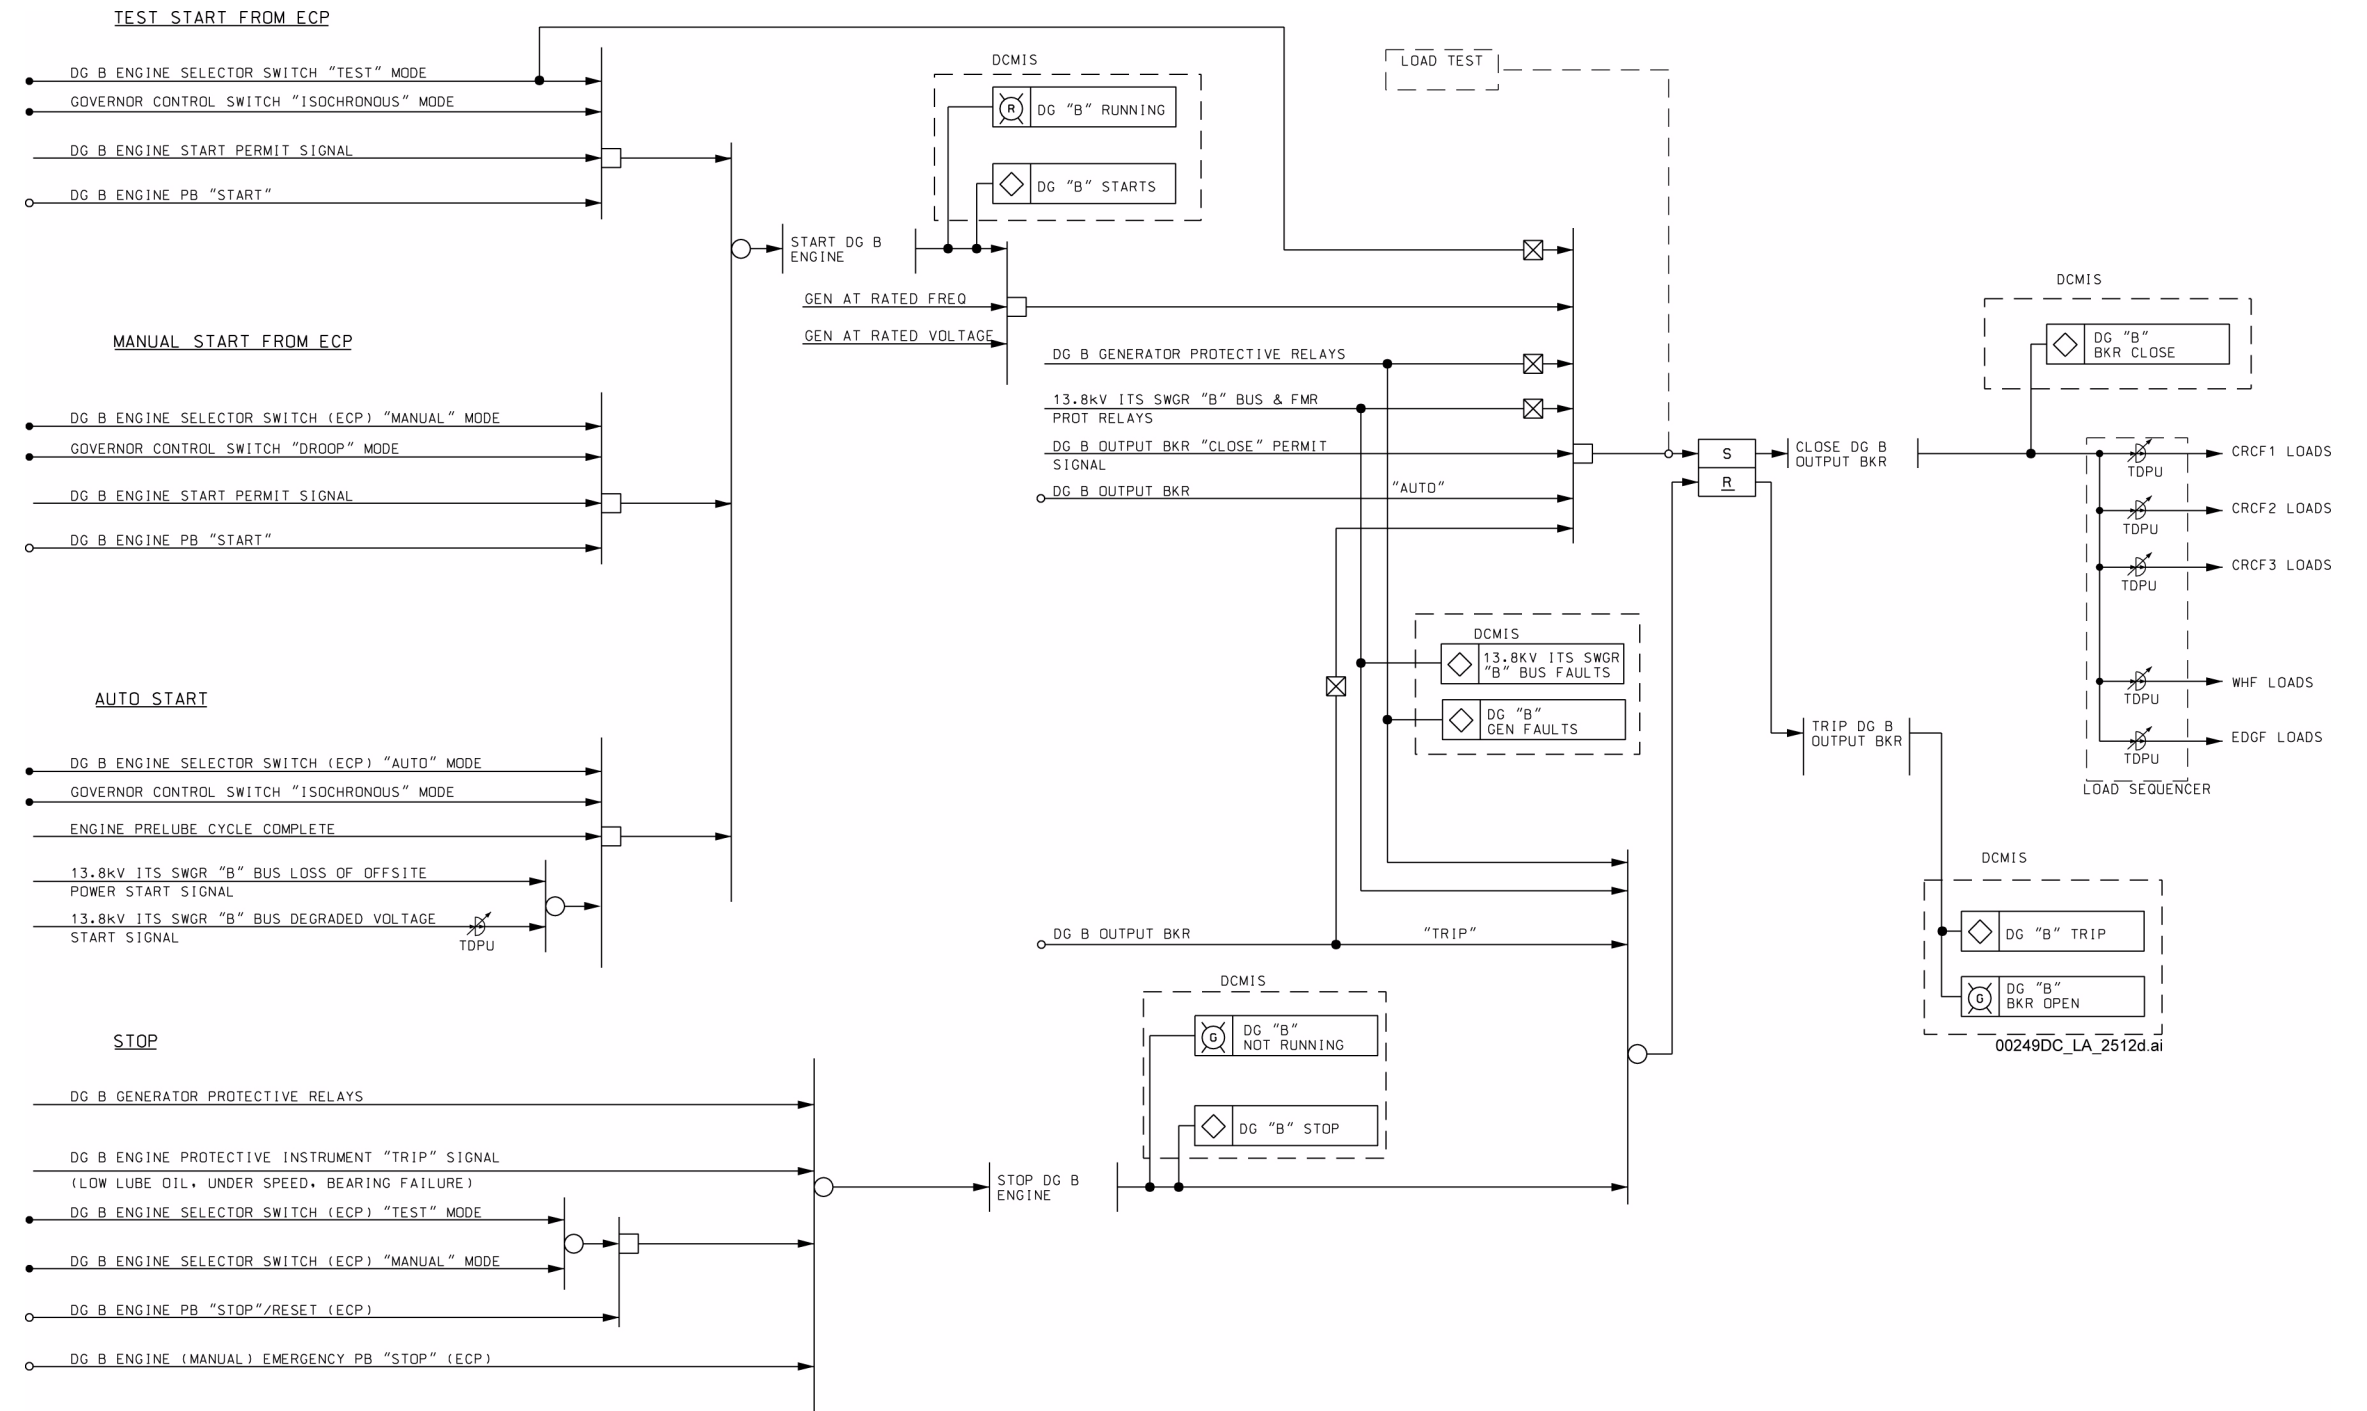 TEST START FROM ECP
DG B ENGINE SELECTOR SWITCH "TEST" MODE
GOVERNOR CONTROL SWITCH "ISOCHRONOUS" MODE
DG B ENGINE START PERMIT SIGNAL
DG B ENGINE PB "START"
MANUAL START FROM ECP
DG B ENGINE SELECTOR SWITCH (ECP) "MANUAL" MODE
GOVERNOR CONTROL SWITCH "DROOP" MODE
DG B ENGINE START PERMIT SIGNAL
DG B ENGINE PB "START"
AUTO START
DG B ENGINE SELECTOR SWITCH (ECP) "AUTO" MODE
GOVERNOR CONTROL SWITCH "ISOCHRONOUS" MODE
ENGINE PRELUBE CYCLE COMPLETE
13.8kV ITS SWGR "B" BUS LOSS OF OFFSITE
POWER START SIGNAL
13.8kV ITS SWGR "B" BUS DEGRADED VOLTAGE
START SIGNAL
TDPU
STOP
DG B GENERATOR PROTECTIVE RELAYS
DG B ENGINE PROTECTIVE INSTRUMENT "TRIP" SIGNAL
(LOW LUBE OIL, UNDER SPEED, BEARING FAILURE)
DG B ENGINE SELECTOR SWITCH (ECP) "TEST" MODE
DG B ENGINE SELECTOR SWITCH (ECP) "MANUAL" MODE
DG B ENGINE PB "STOP"/RESET (ECP)
DG B ENGINE (MANUAL) EMERGENCY PB "STOP" (ECP)
DCMIS
R
DG "B" RUNNING
DG "B" STARTS
START DG B
ENGINE
GEN AT RATED FREQ
GEN AT RATED VOLTAGE
LOAD TEST
DG B GENERATOR PROTECTIVE RELAYS
13.8kV ITS SWGR "B" BUS & FMR
PROT RELAYS
DG B OUTPUT BKR "CLOSE" PERMIT
SIGNAL
DG B OUTPUT BKR "AUTO"
DCMIS
13.8KV ITS SWGR
"B" BUS FAULTS
DG "B"
GEN FAULTS
DG B OUTPUT BKR "TRIP"
DCMIS
G
DG "B"
NOT RUNNING
DG "B" STOP
STOP DG B
ENGINE
S
R
CLOSE DG B
OUTPUT BKR
DCMIS
DG "B"
BKR CLOSE
TDPU
CRCF1 LOADS
TDPU
CRCF2 LOADS
TDPU
CRCF3 LOADS
TDPU
WHF LOADS
TDPU
EDGF LOADS
LOAD SEQUENCER
TRIP DG B
OUTPUT BKR
DCMIS
DG "B" TRIP
G
DG "B"
BKR OPEN
00249DC_LA_2512d.ai